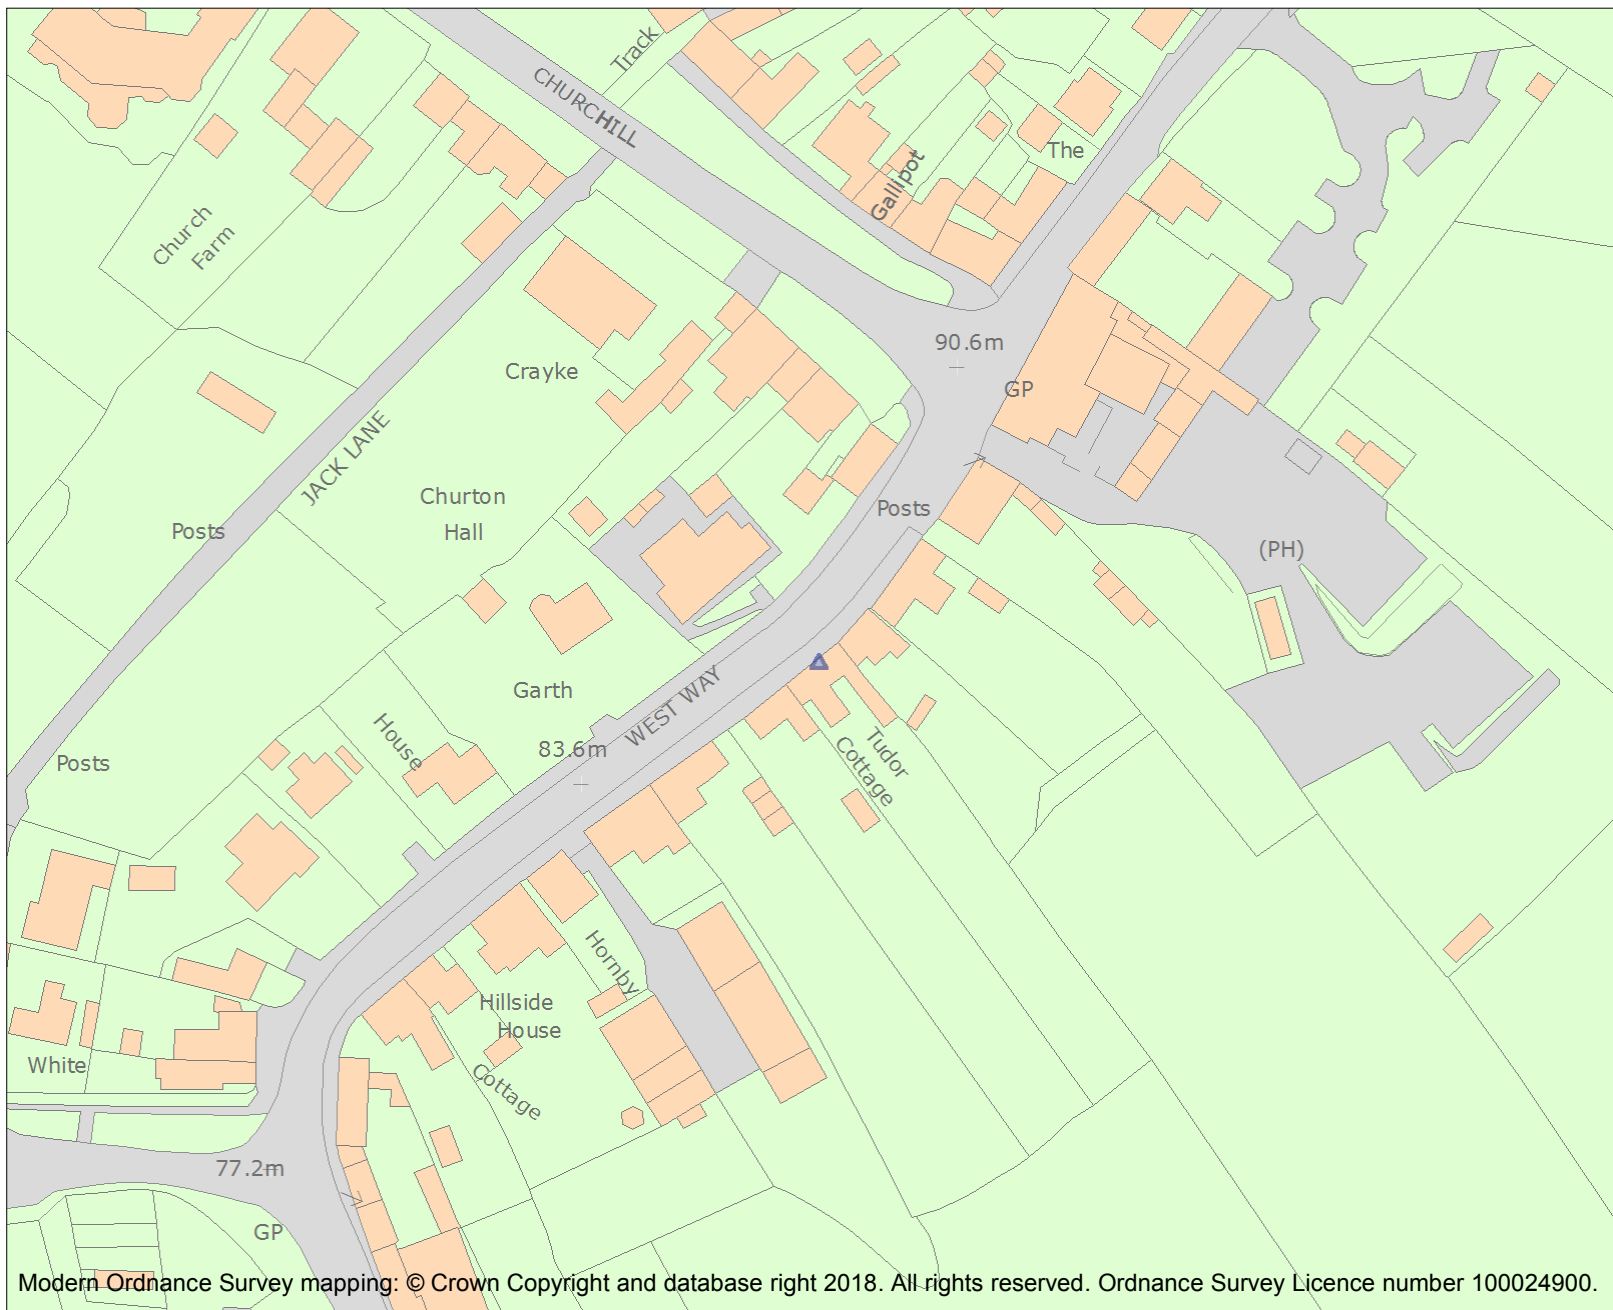 Track
CHURCHILL
Gallipot
The
Church
Farm
90.6m
Crayke
GP
JACK LANE
Churton
Hall
Posts
Posts
(PH)
Garth
WEST WAY
House
83.6m
Tudor
Cottage
Posts
Hornby
Hillside
House
White
Cottage
77.2m
GP
Modern Ordnance Survey mapping: © Crown Copyright and database right 2018. All rights reserved. Ordnance Survey Licence number 100024900.